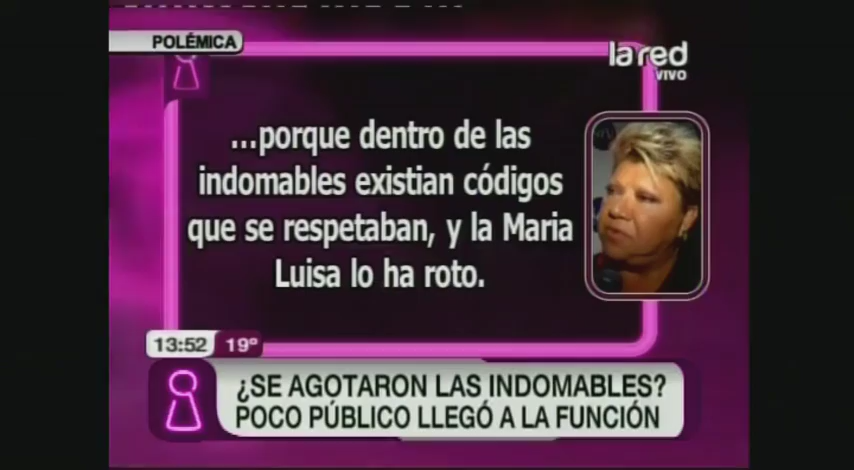 POLÉMICA
la red
VIVO
...porque dentro de las
indomables existian códigos
que se respetaban, y la Maria
Luisa lo ha roto.
13:52 19°
¿SE AGOTARON LAS INDOMABLES?
POCO PÚBLICO LLEGÓ A LA FUNCIÓN